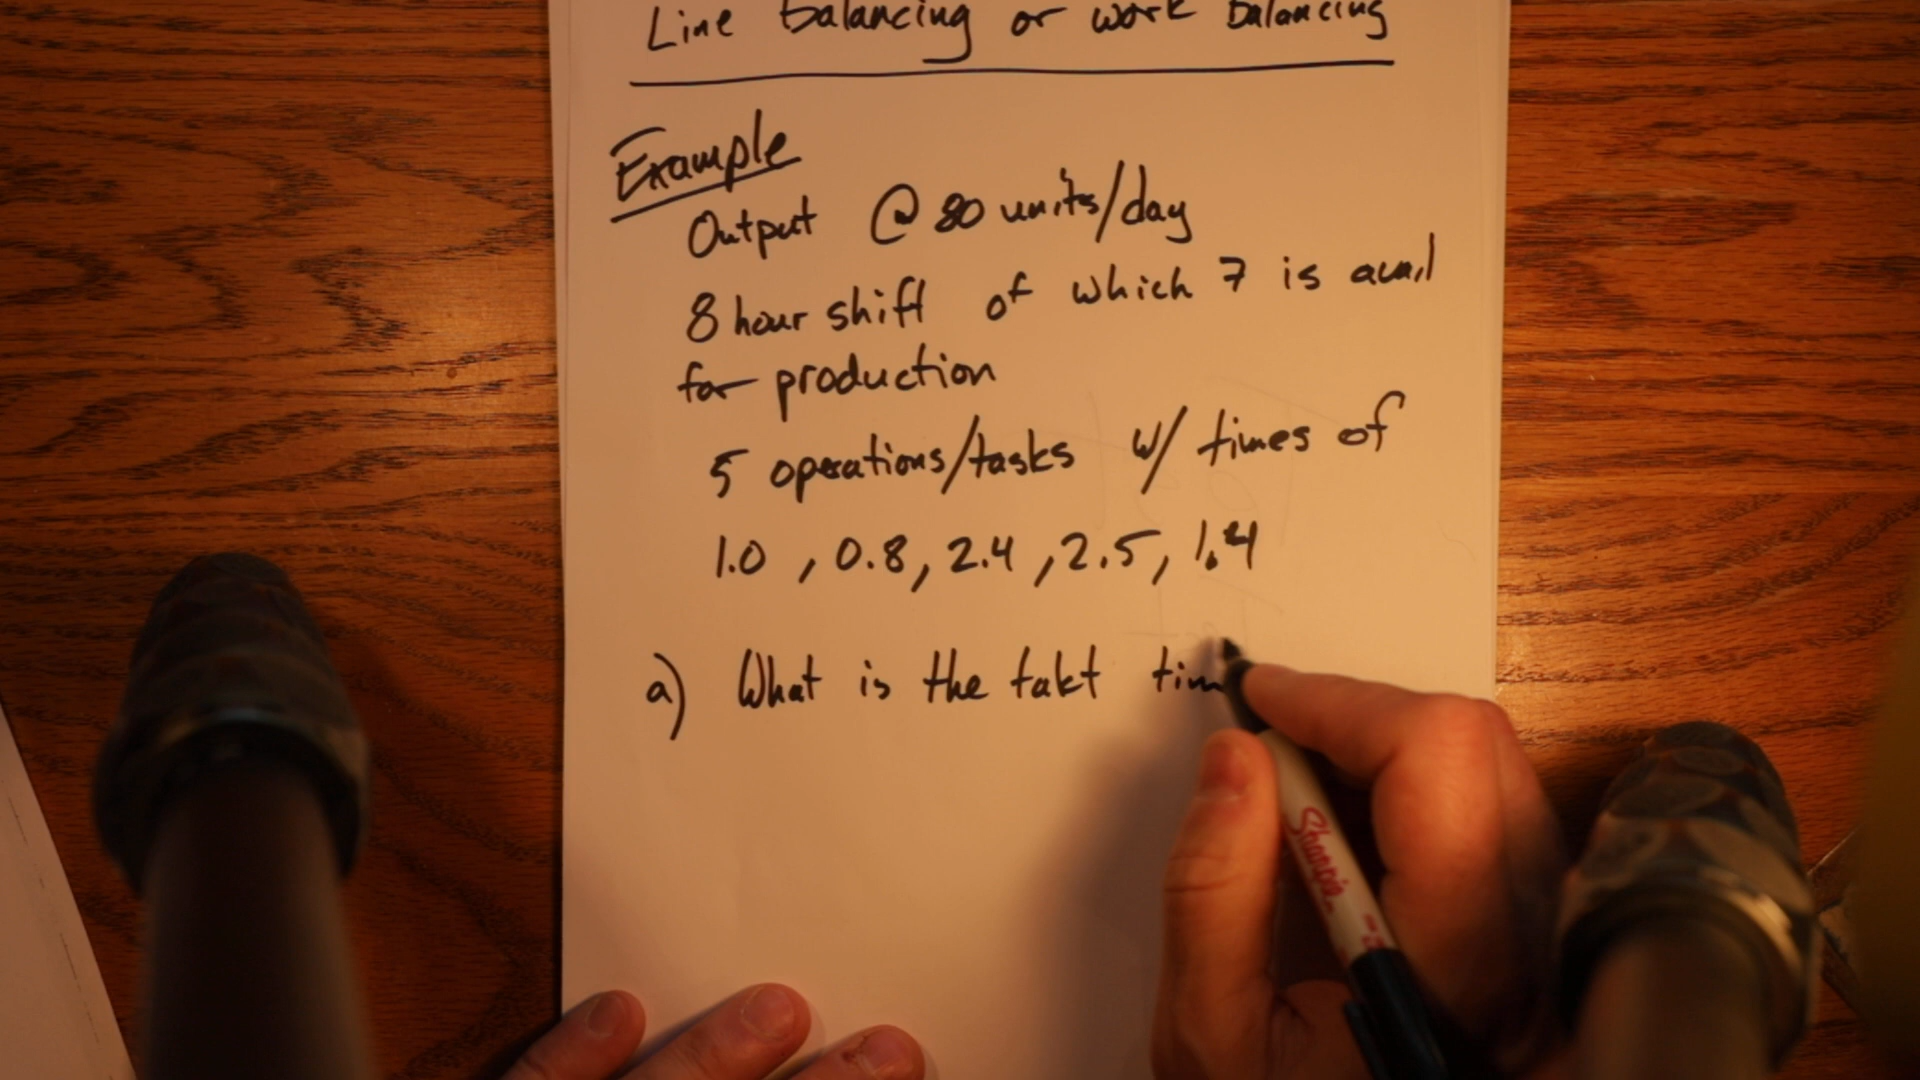 Line balancing or work balancing
Example
Output @ 80 units/day
8 hour shift of which 7 is avail
for production
5 operations/tasks w/ times of
1.0, 0.8, 2.4, 2.5, 1.4
a) What is the takt tim
Sharpie